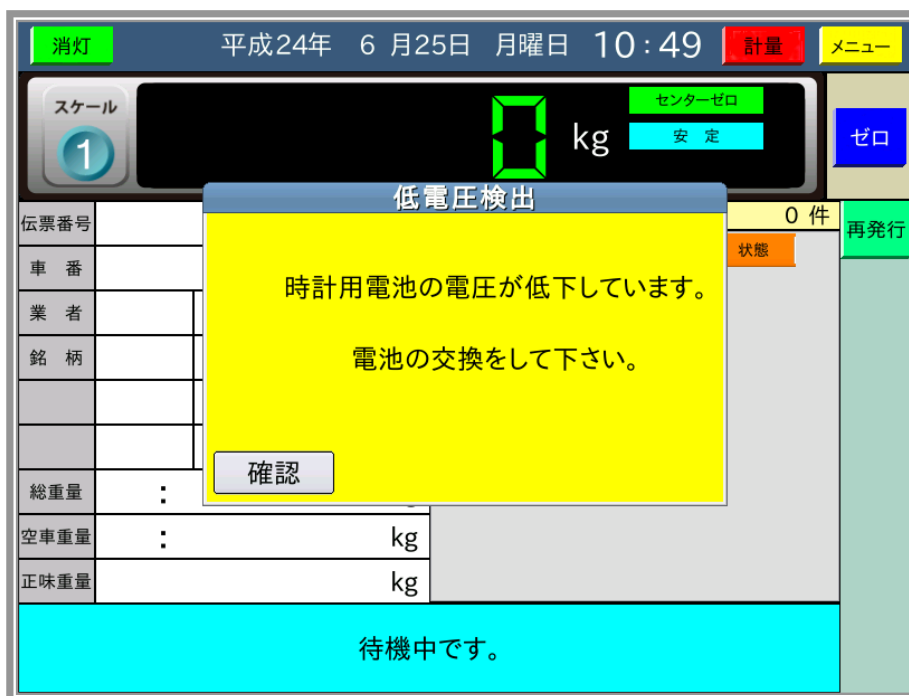 消灯 平成24年 6 月25日 月曜日 10:49 計量 メニュー
スケール
1
0 kg
センターゼロ
安 定
ゼロ
低電圧検出
時計用電池の電圧が低下しています。
電池の交換をして下さい。
確認
伝票番号
0 件
再発行
車 番
状態
業 者
銘 柄
総重量 :
空車重量 : kg
正味重量 kg
待機中です。